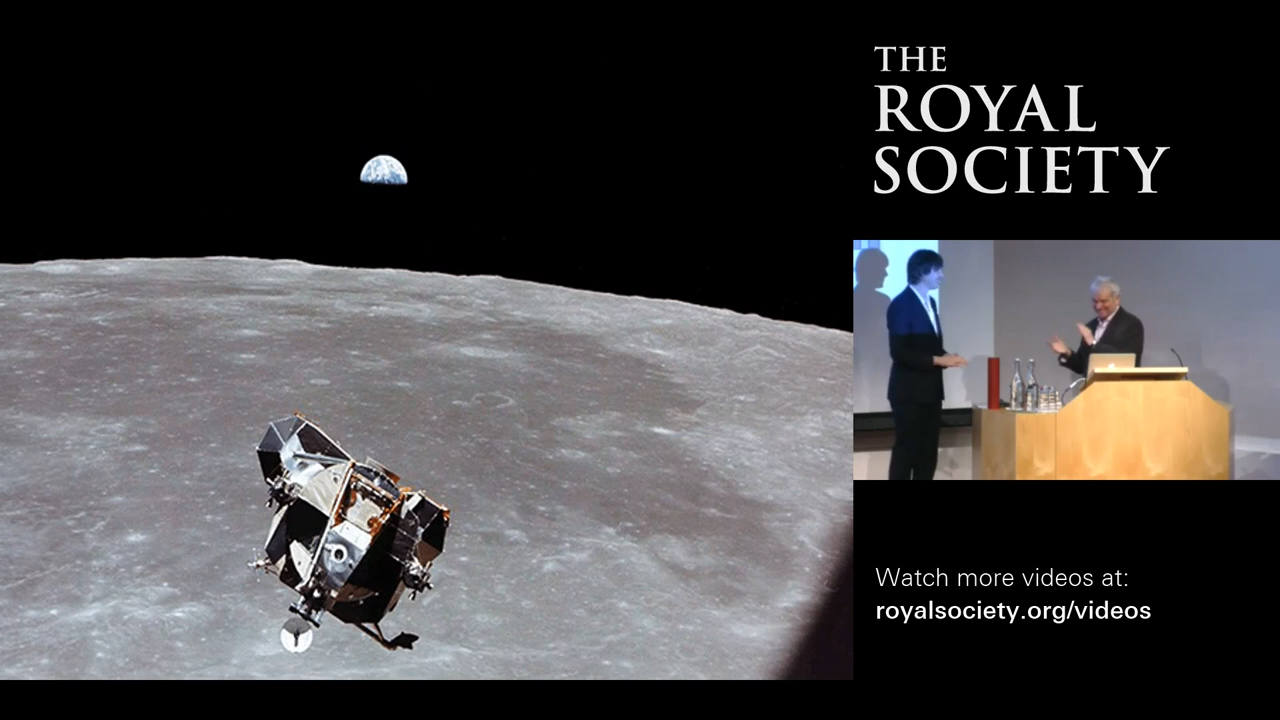 THE
ROYAL
SOCIETY
Watch more videos at:
royalsociety.org/videos